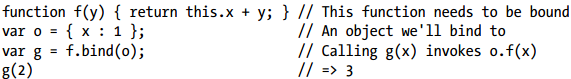 function f(y) { return this.x + y; } // This function needs to be bound
var o = { x : 1 }; // An object we'll bind to
var g = f.bind(o); // Calling g(x) invokes o.f(x)
g(2) // => 3